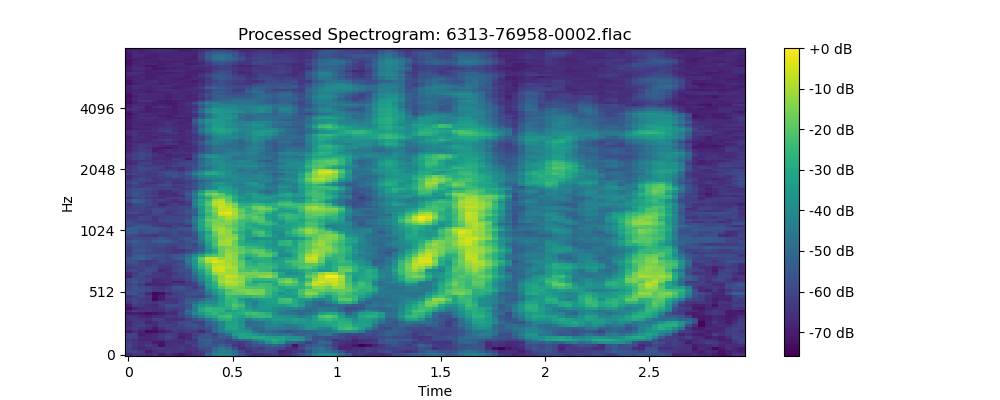 Processed Spectrogram: 6313-76958-0002.flac
+0 dB
4096
-10 dB
-20 dB
2048
-30 dB
Hz
-40 dB
1024
-50 dB
512
-60 dB
-70 dB
0
0 0.5 1 1.5 2 2.5
Time